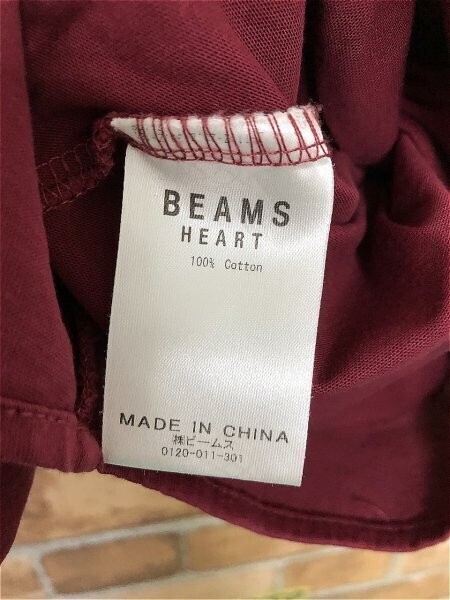 BEAMS
HEART
100% Cotton
MADE IN CHINA
㈱ビームス
0120-011-301